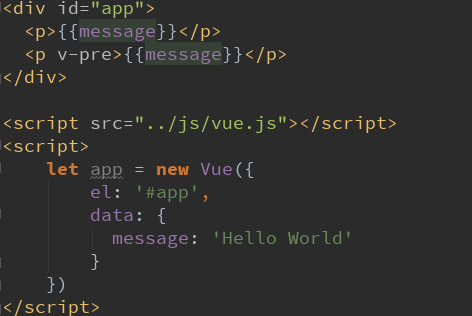 <div id="app">
  <p>{{message}}</p>
  <p v-pre>{{message}}</p>
</div>

<script src="../js/vue.js"></script>
<script>
    let app = new Vue({
        el: '#app',
        data: {
          message: 'Hello World'
        }
    })
</script>